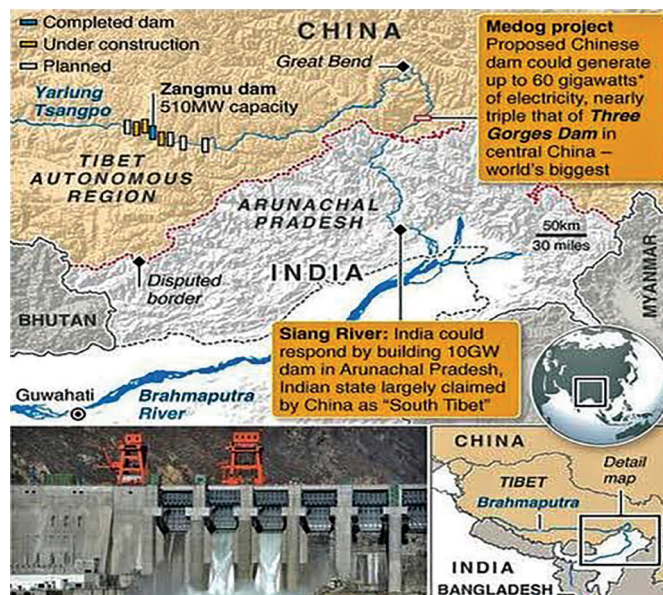 Completed dam
Under construction
Planned
CHINA
Great Bend
Medog project
Proposed Chinese
dam could generate
up to 60 gigawatts*
of electricity, nearly
triple that of Three
Gorges Dam in
central China –
world's biggest
Yarlung
Tsangpo
Zangmu dam
510MW capacity
TIBET
AUTONOMOUS
REGION
ARUNACHAL
PRADESH
50km
30 miles
INDIA
Disputed
border
BHUTAN
MYANMAR
Siang River: India could
respond by building 10GW
dam in Arunachal Pradesh,
Indian state largely claimed
by China as “South Tibet”
Guwahati
Brahmaputra
River
CHINA
TIBET
Detail
map
Brahmaputra
INDIA
BANGLADESH